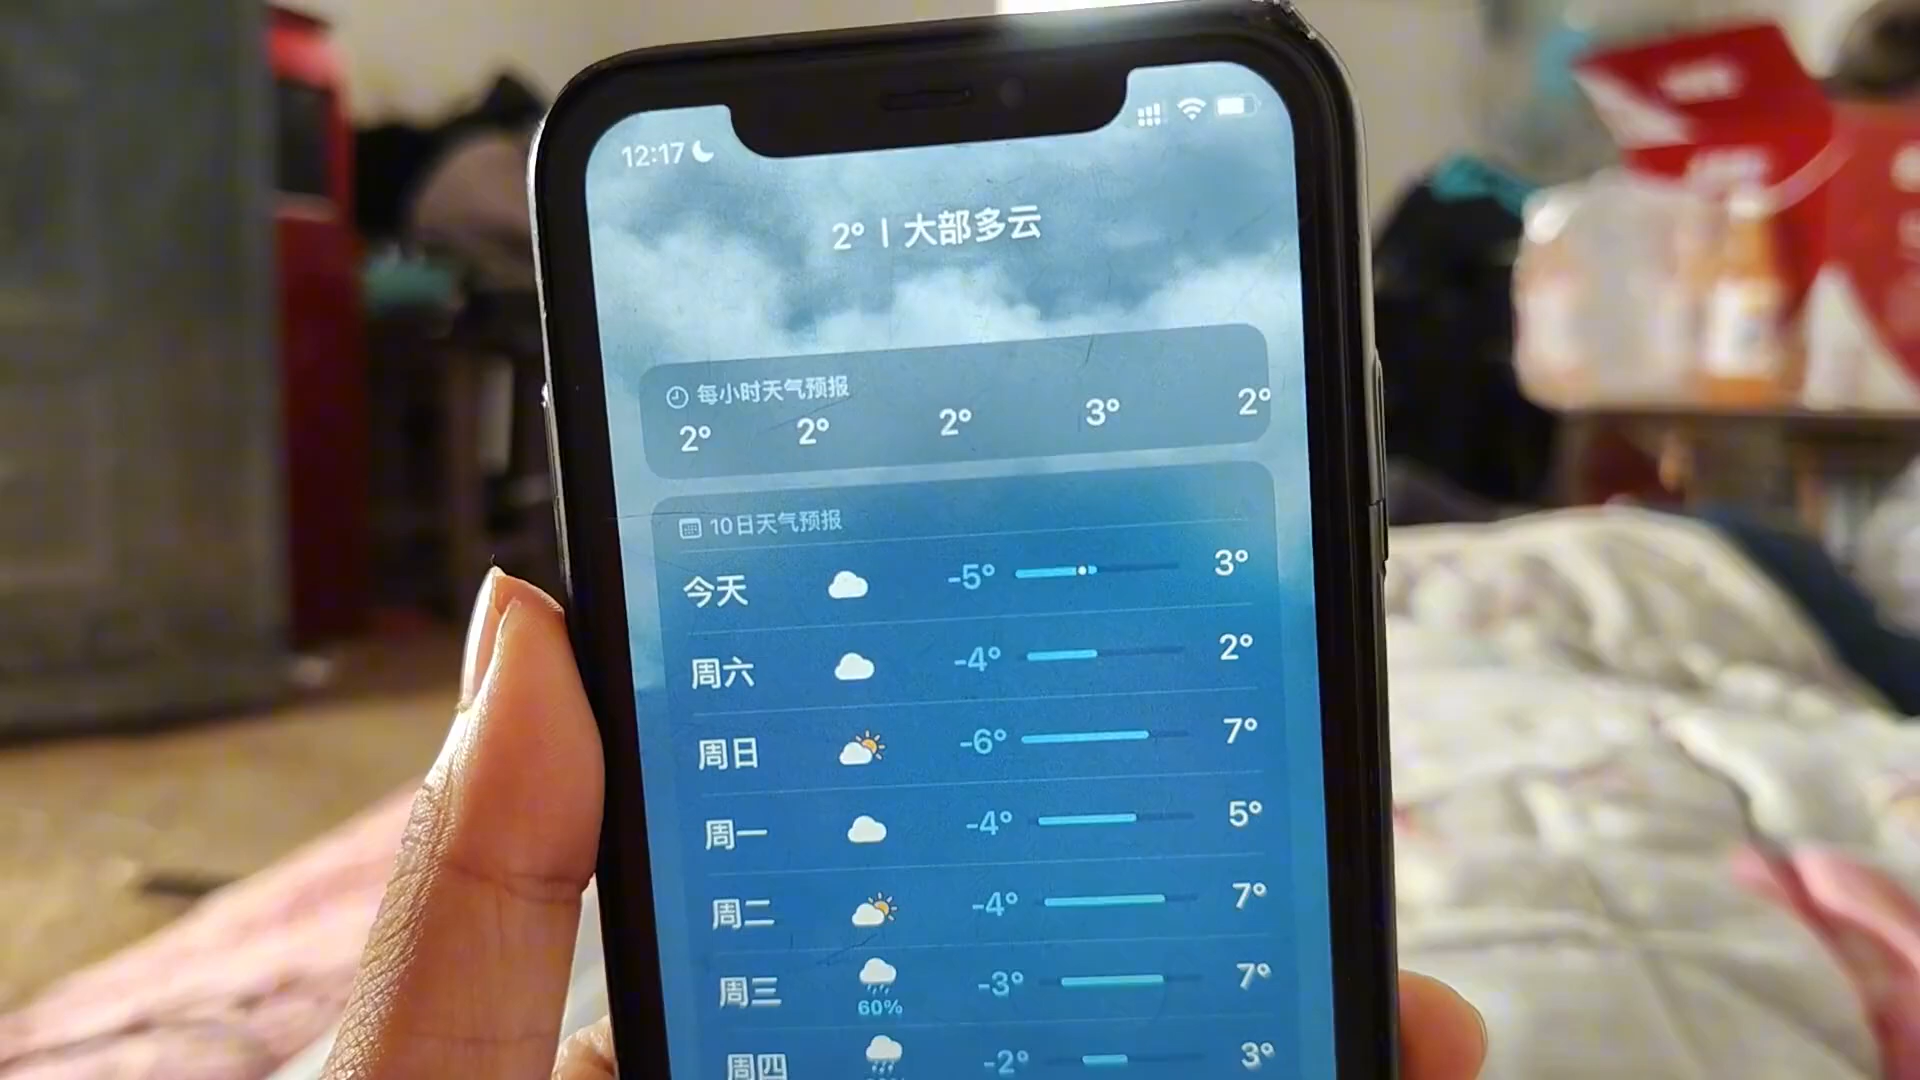 12:17
2° | 大部多云
每小时天气预报
2° 2° 2° 3° 2°
10日天气预报
今天 -5° 3°
周六 -4° 2°
周日 -6° 7°
周一 -4° 5°
周二 -4° 7°
周三 60% -3° 7°
周四 -2° 3°